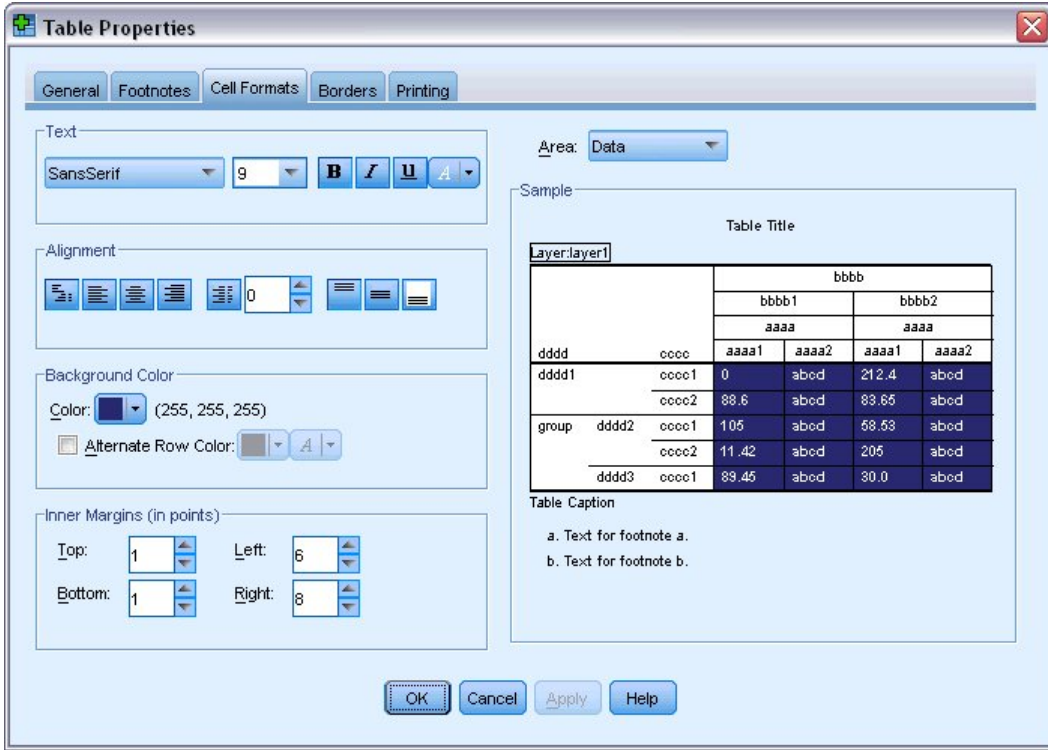 Table Properties
General Footnotes Cell Formats Borders Printing
Text
SansSerif 9 B I U A
Area: Data
Alignment
0
Background Color
Color: (255, 255, 255)
Alternate Row Color: A
Inner Margins (in points)
Top: 1 Left: 6
Bottom: 1 Right: 8
Sample
Table Title
Layer:layer1
bbbb
bbbb1 bbbb2
aaaa aaaa
dddd cccc aaaa1 aaaa2 aaaa1 aaaa2
dddd1 cccc1 0 abcd 212.4 abcd
cccc2 88.6 abcd 83.65 abcd
group dddd2 cccc1 105 abcd 58.53 abcd
cccc2 11.42 abcd 205 abcd
dddd3 cccc1 89.45 abcd 30.0 abcd
Table Caption
a. Text for footnote a.
b. Text for footnote b.
OK Cancel Apply Help